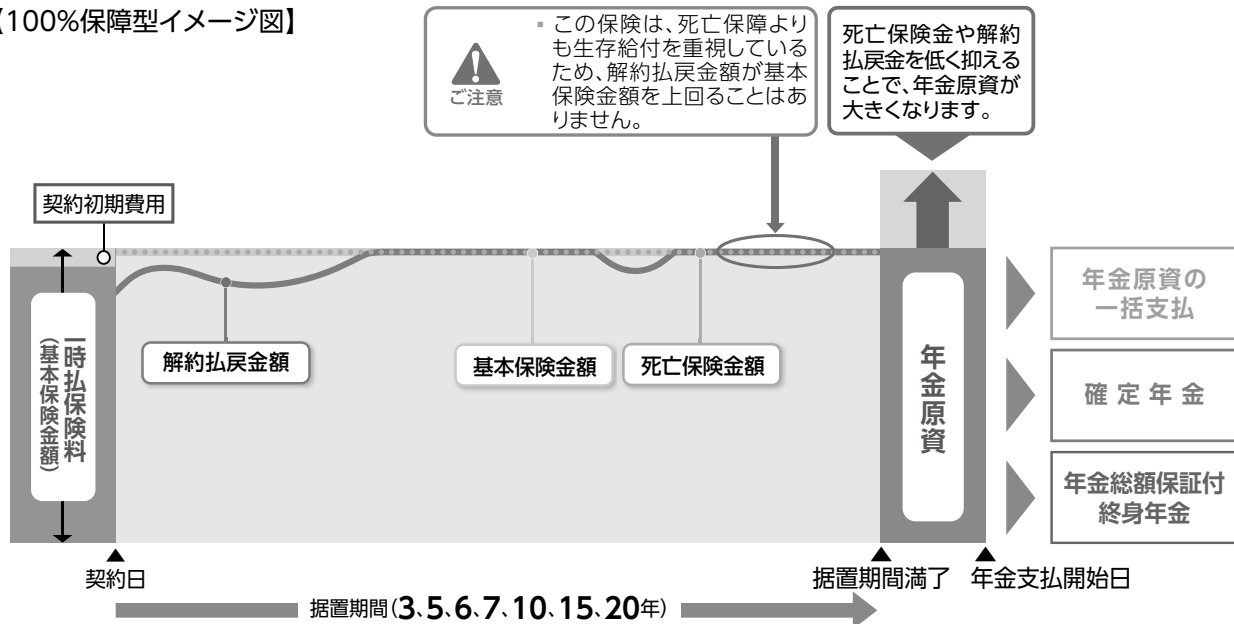 【100%保障型イメージ図】
▪ この保険は、死亡保障より
も生存給付を重視している
ため、解約払戻金額が基本
保険金額を上回ることはあ
りません。
ご注意
死亡保険金や解約
払戻金を低く抑える
ことで、年金原資が
大きくなります。
契約初期費用
一時払保険料
(基本保険金額)
解約払戻金額
基本保険金額
死亡保険金額
年金原資
年金原資の
一括支払
確定年金
年金総額保証付
終身年金
契約日
据置期間満了
年金支払開始日
据置期間(3、5、6、7、10、15、20年)